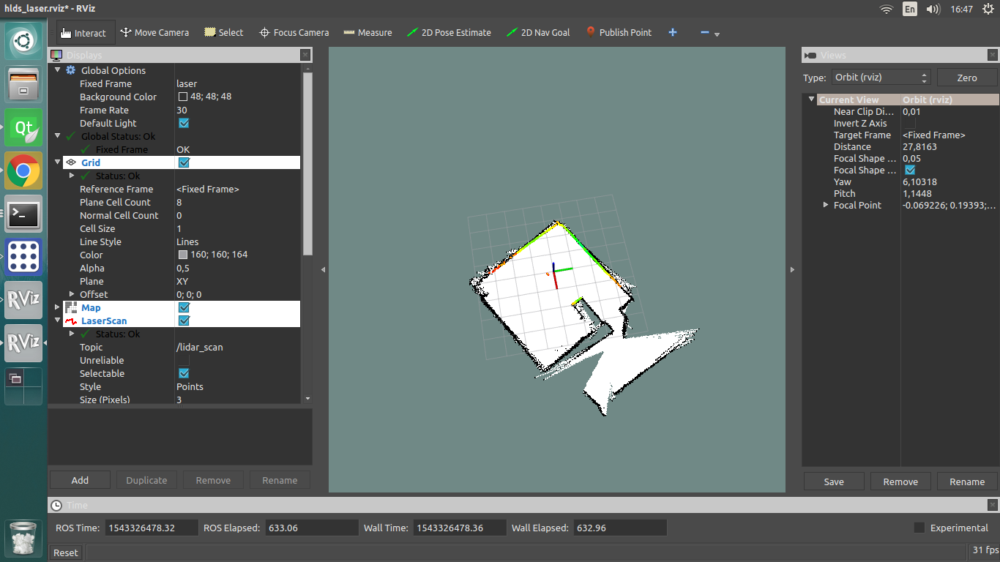 hlds_laser.rviz* - RViz
En 16:47
Interact Move Camera Select Focus Camera Measure 2D Pose Estimate 2D Nav Goal Publish Point
Displays
Global Options
Fixed Frame laser
Background Color 48; 48; 48
Frame Rate 30
Default Light
Global Status: Ok
Fixed Frame OK
Grid
Status: Ok
Reference Frame <Fixed Frame>
Plane Cell Count 8
Normal Cell Count 0
Cell Size 1
Line Style Lines
Color 160; 160; 164
Alpha 0,5
Plane XY
Offset 0; 0; 0
Map
LaserScan
Status: Ok
Topic /lidar_scan
Unreliable
Selectable
Style Points
Size (Pixels) 3
Add Duplicate Remove Rename
Views
Type: Orbit (rviz) Zero
Current View Orbit (rviz)
Near Clip Di... 0,01
Invert Z Axis
Target Frame <Fixed Frame>
Distance 27,8163
Focal Shape ... 0,05
Focal Shape ...
Yaw 6,10318
Pitch 1,1448
Focal Point -0.069226; 0.19393;...
Save Remove Rename
Time
ROS Time: 1543326478.32 ROS Elapsed: 633.06 Wall Time: 1543326478.36 Wall Elapsed: 632.96 Experimental
Reset 31 fps
Qt
>_
RViz
RViz